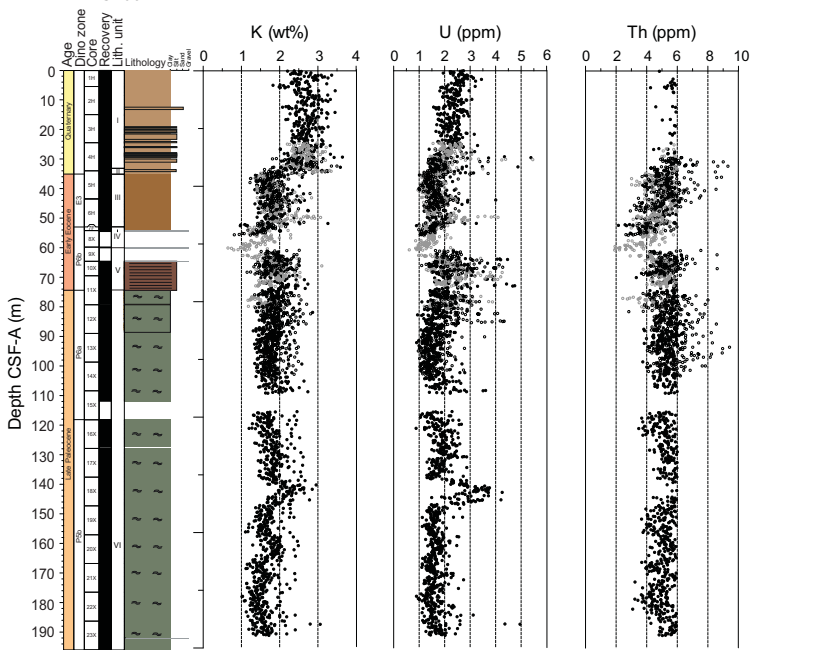 K (wt%)
U (ppm)
Th (ppm)
Age
Dino zone
Core
Recovery
Lith. unit
Lithology
Clay
Silt
Sand
Gravel
0 1 2 3 4
0 1 2 3 4 5 6
0 2 4 6 8 10
Depth CSF-A (m)
0
10
20
30
40
50
60
70
80
90
100
110
120
130
140
150
160
170
180
190
Quaternary
Early Eocene
Late Paleocene
E3
P6b
P6a
P5b
1H
2H
3H
4H
5H
6H
8X
9X
10X
11X
12X
13X
14X
15X
16X
17X
18X
19X
20X
21X
22X
23X
I
II
III
IV
V
VI